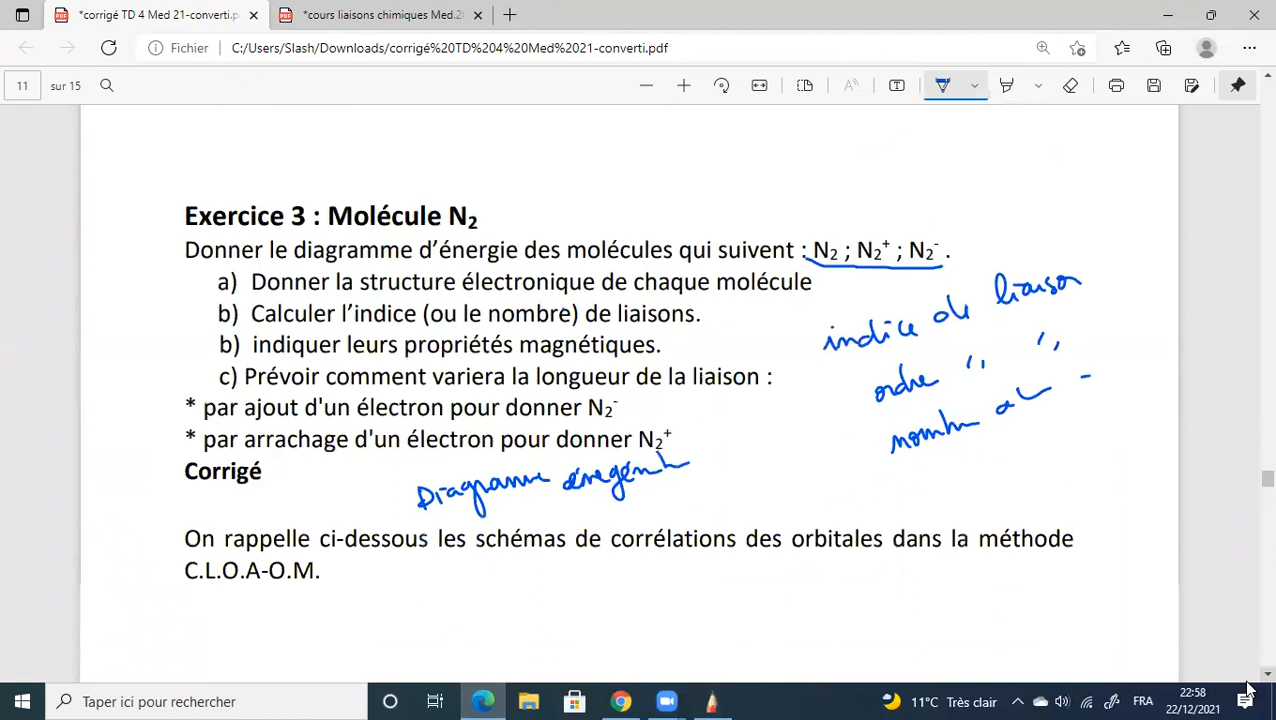 *corrigé TD 4 Med 21-converti.p
*cours liaisons chimiques Med.2
Fichier
C:/Users/Slash/Downloads/corrigé%20TD%204%20Med%2021-converti.pdf
11 sur 15
Exercice 3 : Molécule N₂
Donner le diagramme d’énergie des molécules qui suivent : N₂ ; N₂⁺ ; N₂⁻ .
a) Donner la structure électronique de chaque molécule
b) Calculer l’indice (ou le nombre) de liaisons.
b) indiquer leurs propriétés magnétiques.
c) Prévoir comment variera la longueur de la liaison :
* par ajout d'un électron pour donner N₂⁻
* par arrachage d'un électron pour donner N₂⁺
Corrigé
indice de liaison
ordre " "
nombre
Diagramme
On rappelle ci-dessous les schémas de corrélations des orbitales dans la méthode
C.L.O.A-O.M.
Taper ici pour rechercher
11°C Très clair
FRA
22:58
22/12/2021